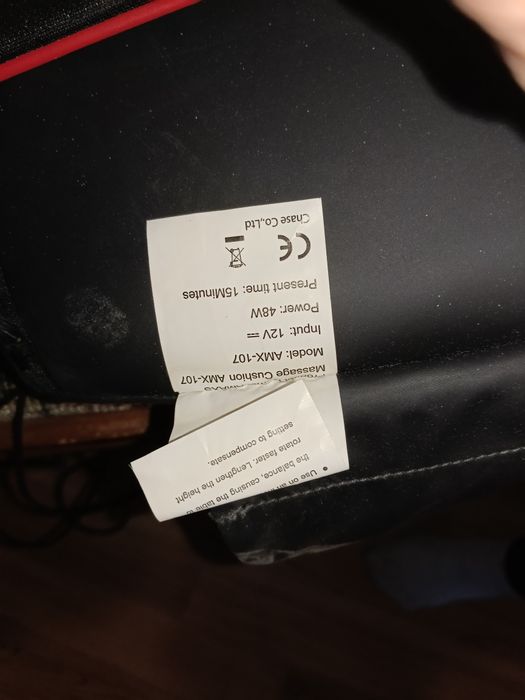 • Use on an
the balance, causing the table
rotate faster. Lengthen the height
setting to compensate.
Massage Cushion AMX-107
Model: AMX-107
Input: 12V ⎓
Power: 48W
Present time: 15Minutes
CE
Chase Co.,Ltd